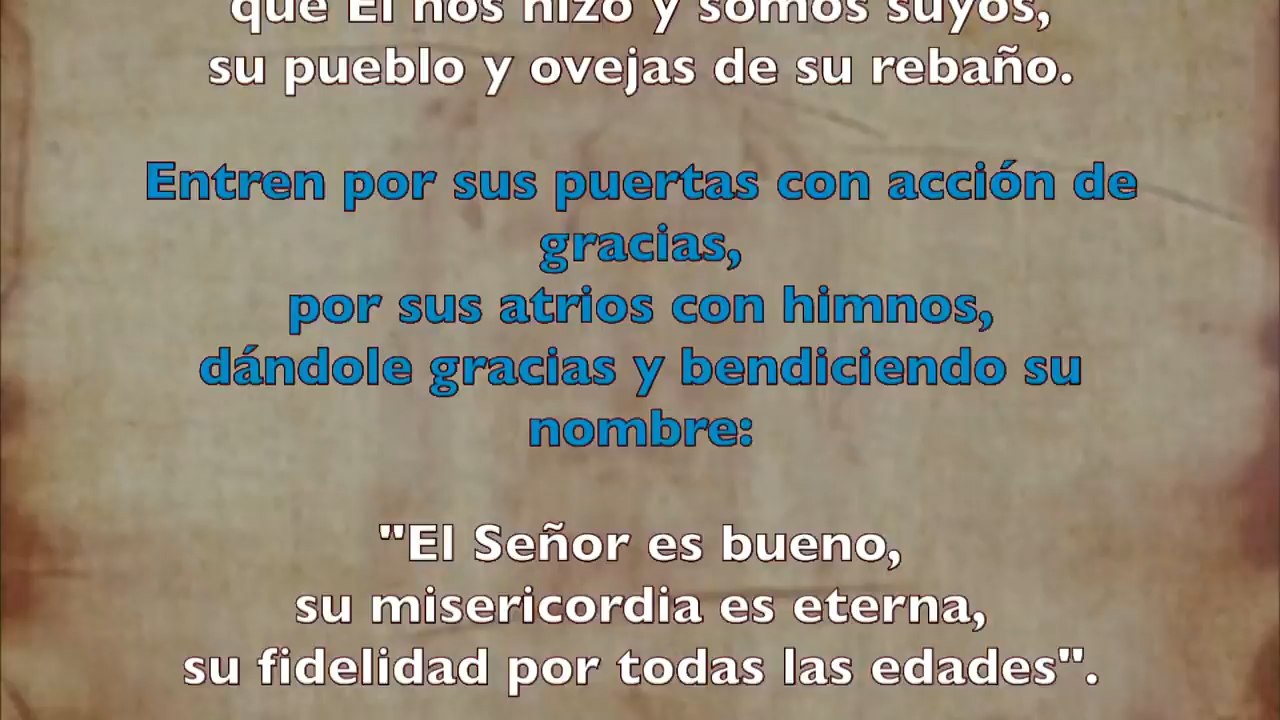 que Él nos hizo y somos suyos,
su pueblo y ovejas de su rebaño.
Entren por sus puertas con acción de
gracias,
por sus atrios con himnos,
dándole gracias y bendiciendo su
nombre:
"El Señor es bueno,
su misericordia es eterna,
su fidelidad por todas las edades".